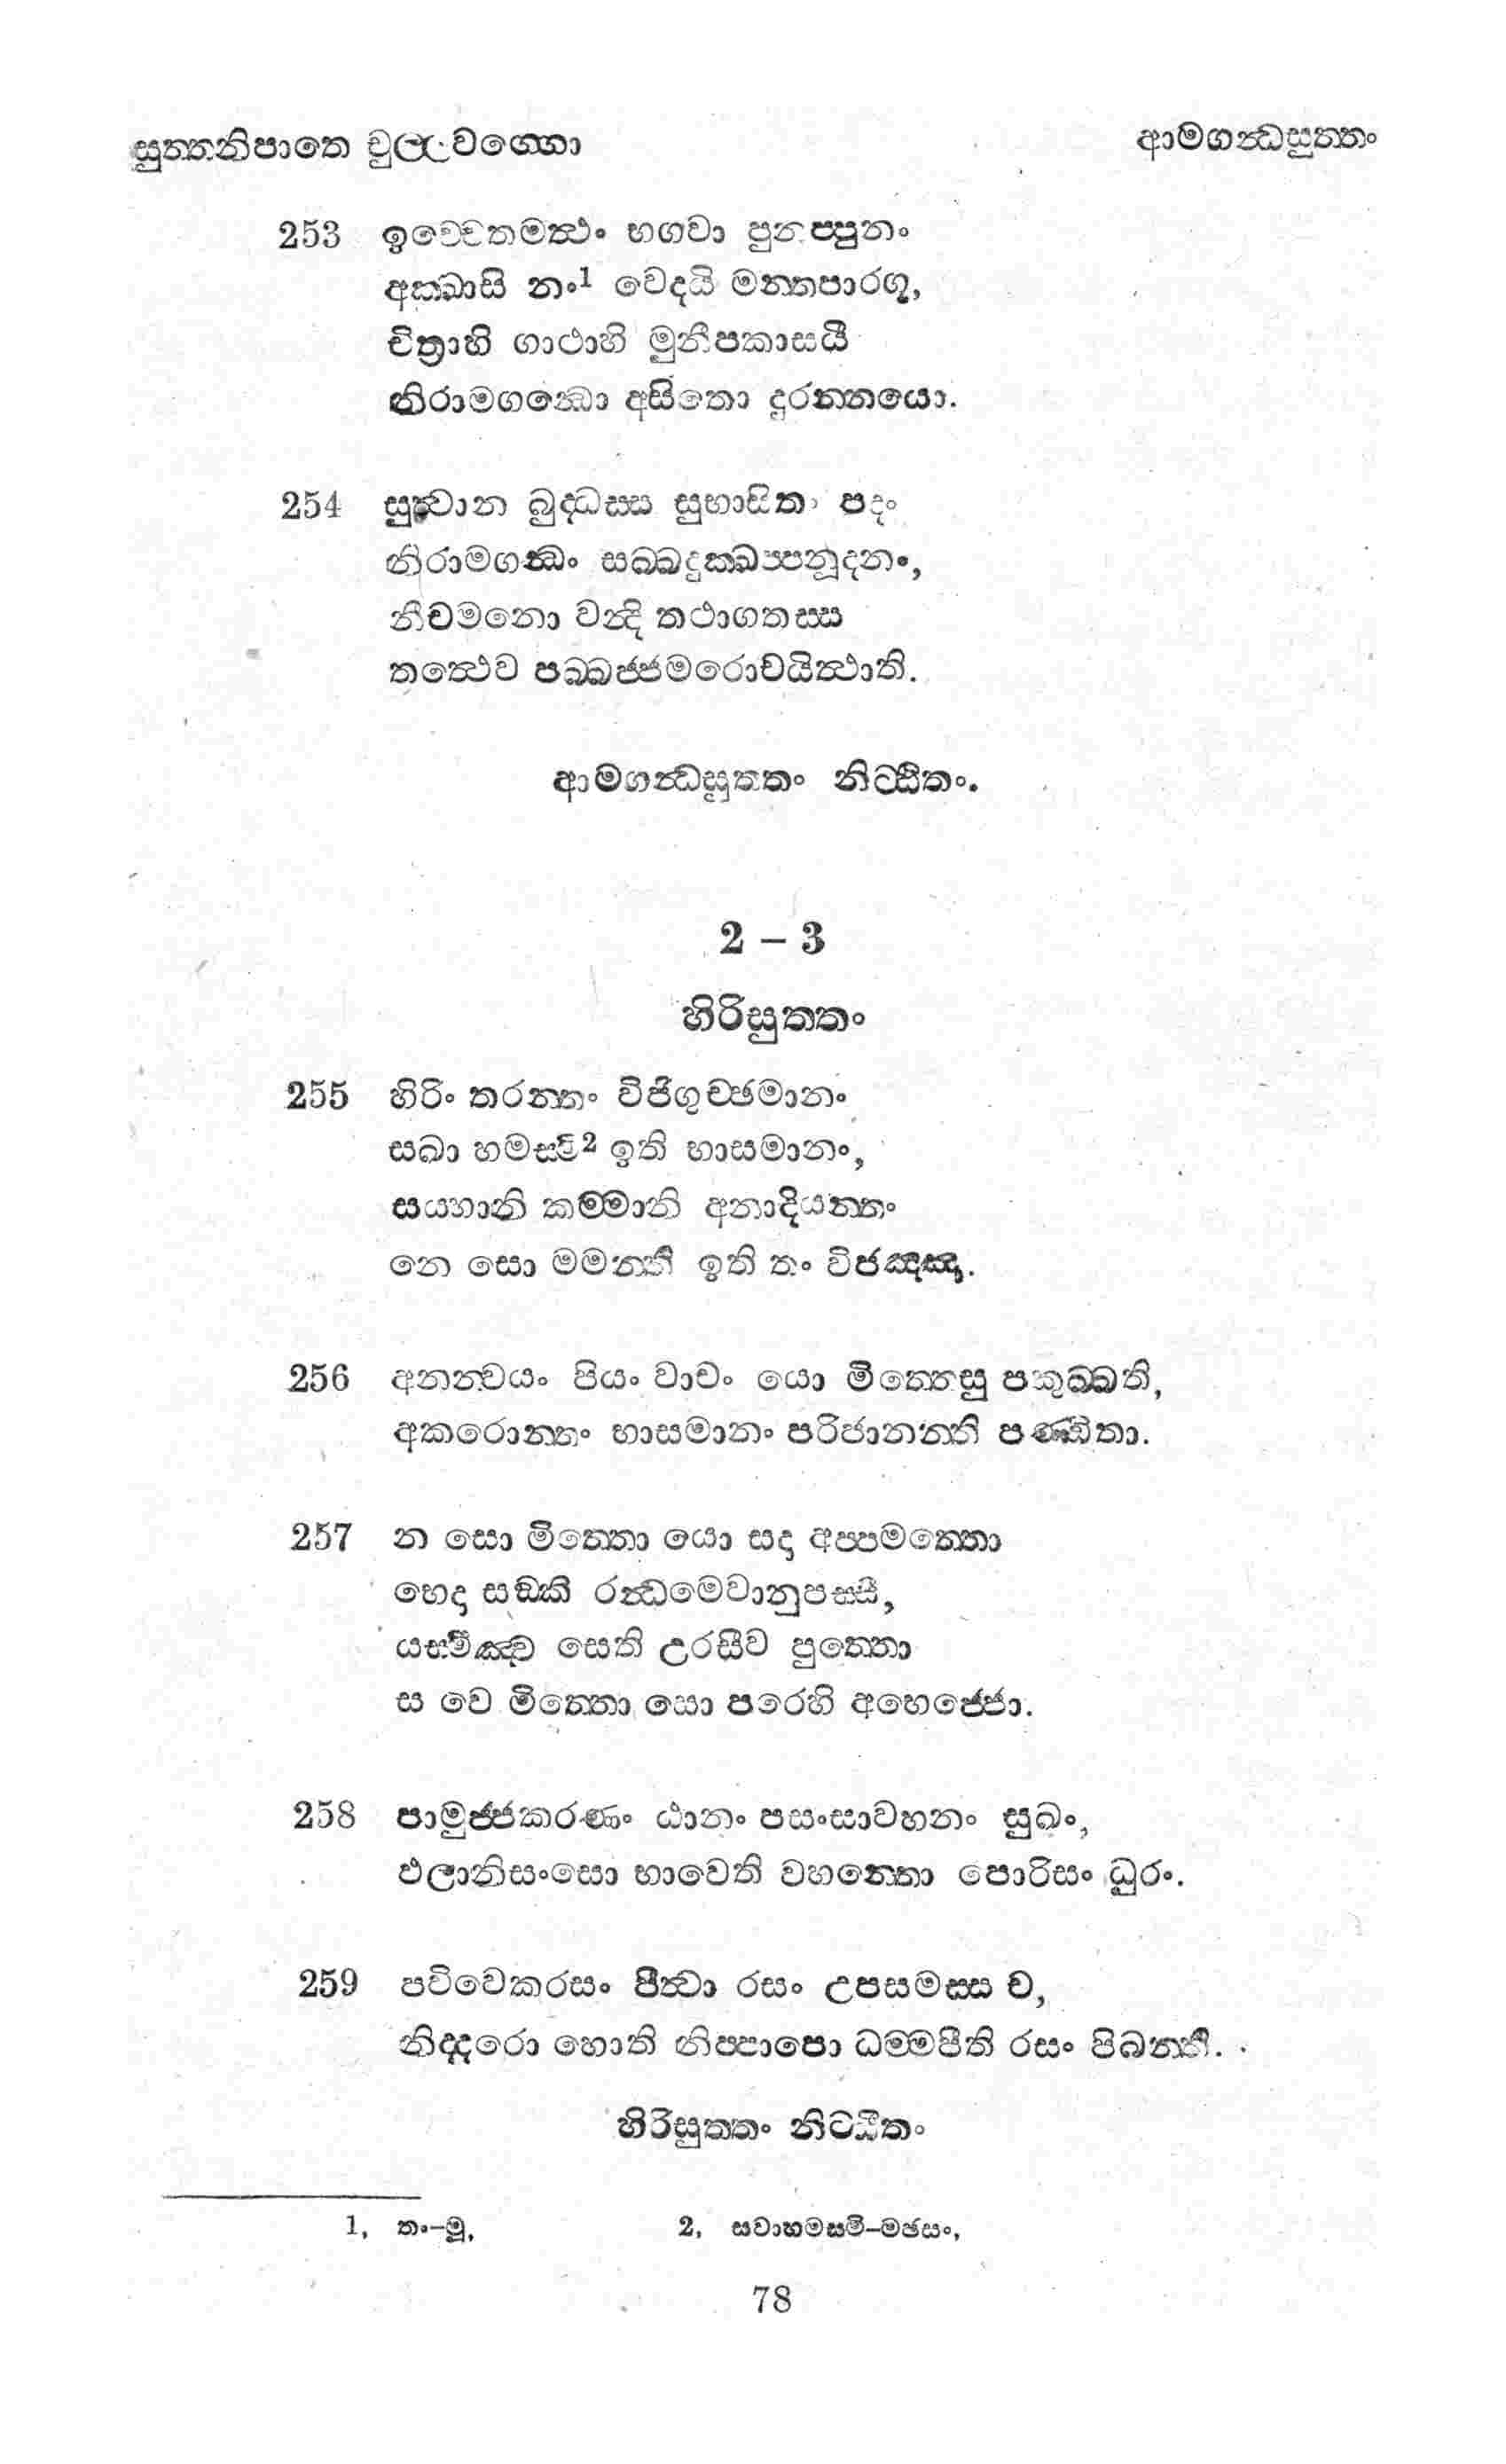 සුත්තනිපාතෙ චුල්ලවග්ගො
ආමගන්ධසුත්තං
253 ඉච්චෙතමත්ථං භගවා පුනප්පුනං
අක්ඛාසි නං1 වෙදයි මන්තපාරගූ,
චිත්‍රාහි ගාථාහි මුනීපකාසයී
නිරාමගන්ධො අසිතො දුරන්නයො.
254 සුත්වාන බුද්ධස්ස සුභාසිතං පදං
නිරාමගන්ධං සබ්බදුක්ඛප්පනූදනං,
නීචමනො වන්දි තථාගතස්ස
තත්ථෙව පබ්බජ්ජමරොචයිත්ථාති.
ආමගන්ධසුත්තං නිට්ඨිතං.
2 – 3
හිරිසුත්තං
255 හිරිං තරන්තං විජිගුච්ඡමානං
සඛා හමස්මි2 ඉති භාසමානං,
සය්හානි කම්මානි අනාදියන්තං
නෙ සො මමන්ති ඉති තං විජඤ්ඤා.
256 අනන්වයං පියං වාචං යො මිත්තෙසු පකුබ්බති,
අකරොන්තං භාසමානං පරිජානන්ති පණ්ඩිතා.
257 න සො මිත්තො යො සදා අප්පමත්තො
භෙදා සඞ්කී රන්ධමෙවානුපස්සී,
යස්මිඤ්ච සෙති උරසීව පුත්තො
ස වෙ මිත්තො යො පරෙහි අභෙජ්ජො.
258 පාමුජ්ජකරණං ඨානං පසංසාවහනං සුඛං,
ඵලානිසංසො භාවෙති වහන්තො පොරිසං ධුරං.
259 පවිවෙකරසං පීත්වා රසං උපසමස්ස ච,
නිද්දරො හොති නිප්පාපො ධම්මපීති රසං පිබන්ති.
හිරිසුත්තං නිට්ඨිතං
1, තං–මූ,
2, සවාහමස්මි–මඡසං,
78